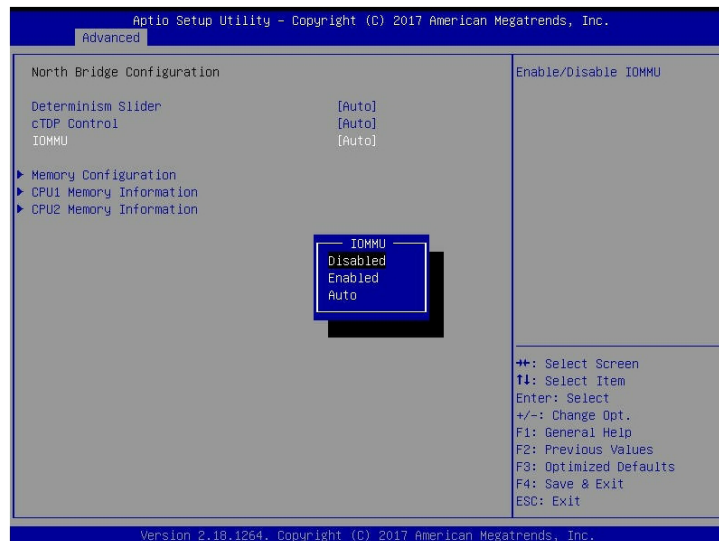 Aptio Setup Utility – Copyright (C) 2017 American Megatrends, Inc.
Advanced
North Bridge Configuration
Enable/Disable IOMMU
Determinism Slider [Auto]
cTDP Control [Auto]
IOMMU [Auto]
Memory Configuration
CPU1 Memory Information
CPU2 Memory Information
IOMMU
Disabled
Enabled
Auto
→←: Select Screen
↑↓: Select Item
Enter: Select
+/-: Change Opt.
F1: General Help
F2: Previous Values
F3: Optimized Defaults
F4: Save & Exit
ESC: Exit
Version 2.18.1264. Copyright (C) 2017 American Megatrends, Inc.